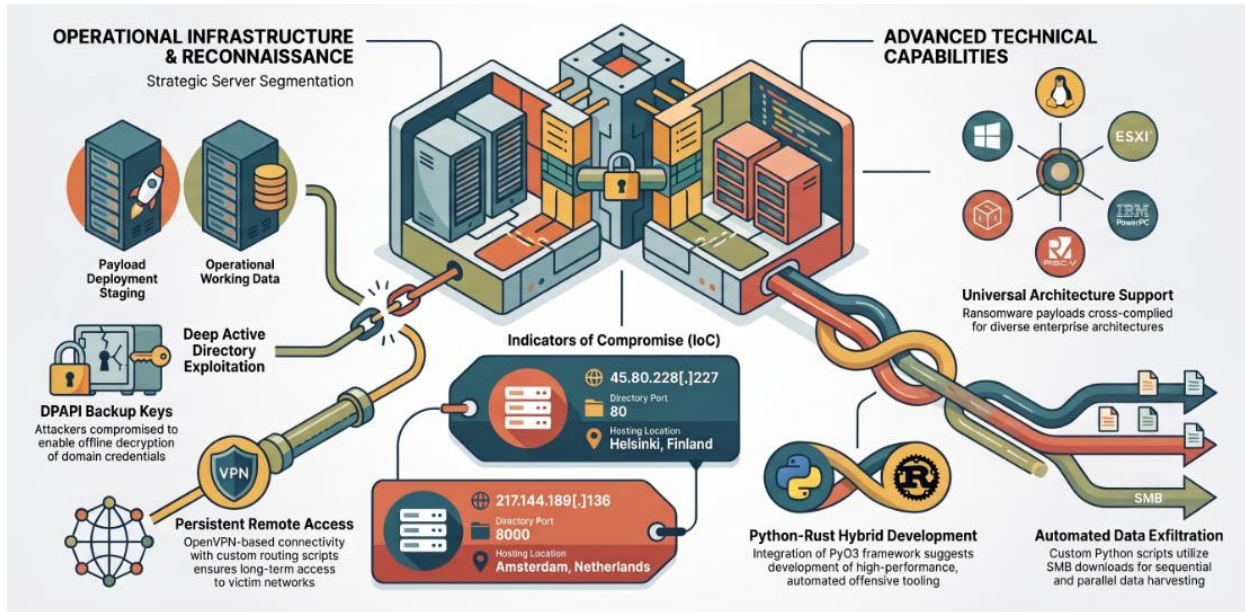 OPERATIONAL INFRASTRUCTURE
& RECONNAISSANCE
Strategic Server Segmentation
Payload
Deployment
Staging
Operational
Working Data
Deep Active
Directory
Exploitation
DPAPI Backup Keys
Attackers compromised to
enable offline decryption
of domain credentials
VPN
Persistent Remote Access
OpenVPN-based connectivity
with custom routing scripts
ensures long-term access
to victim networks
Indicators of Compromise (IoC)
45.80.228[.]227
Directory Port
80
Hosting Location
Helsinki, Finland
217.144.189[.]136
Directory Port
8000
Hosting Location
Amsterdam, Netherlands
ADVANCED TECHNICAL
CAPABILITIES
ESXI
IBM
PowerPC
RISC-V
Universal Architecture Support
Ransomware payloads cross-complied
for diverse enterprise architectures
Python-Rust Hybrid Development
Integration of PyO3 framework suggests
development of high-performance,
automated offensive tooling
R
SMB
Automated Data Exfiltration
Custom Python scripts utilize
SMB downloads for sequential
and parallel data harvesting